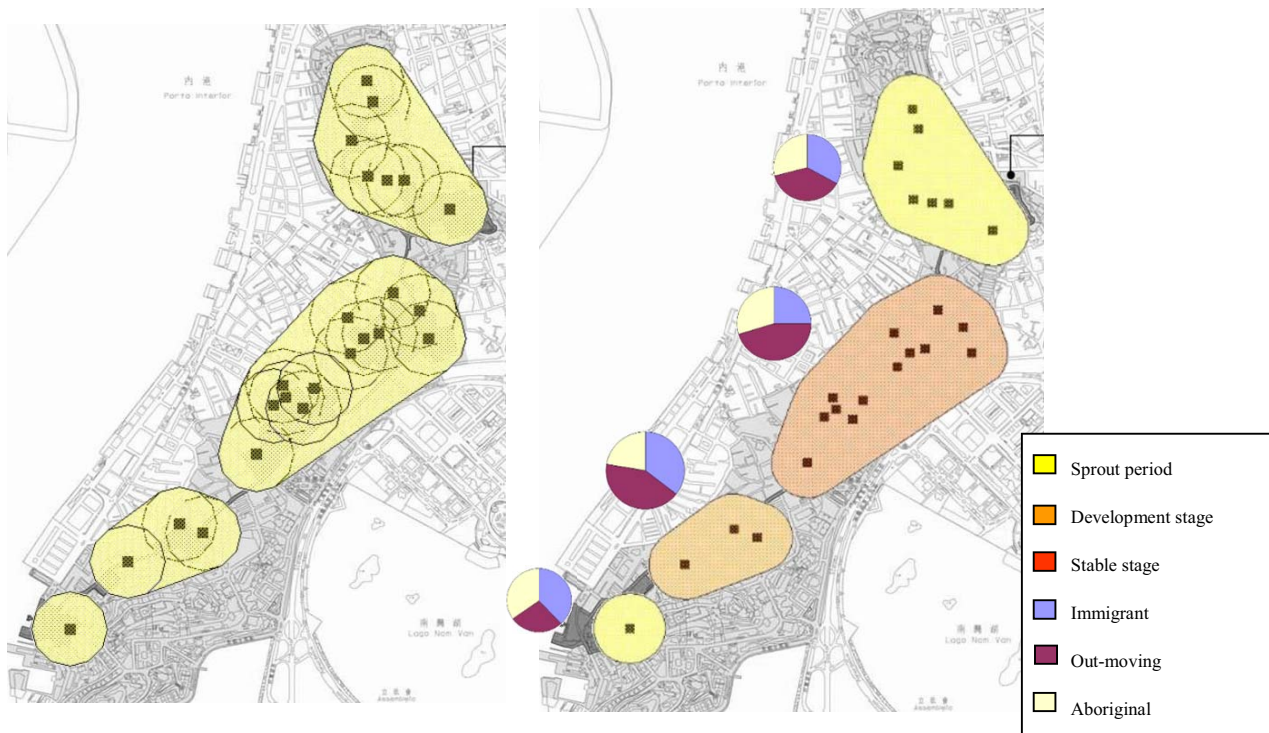 內 港
Porto Interior
內 港
Porto Interior
Sprout period
Development stage
Stable stage
Immigrant
Out-moving
Aboriginal
南 灣 湖
Lago Nam Van
南 灣 湖
Lago Nam Van